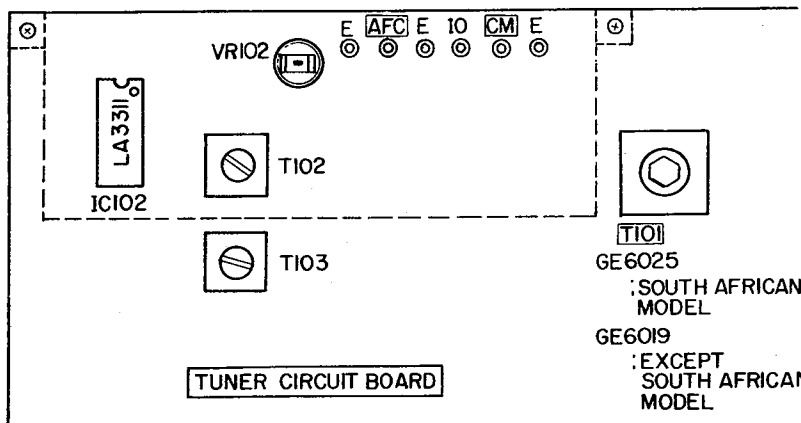 E AFC E IO CM E
VR102
LA3311
T102
IC102
T101
T103
GE6025
;SOUTH AFRICAN
MODEL
GE6019
;EXCEPT
SOUTH AFRICAN
MODEL
TUNER CIRCUIT BOARD